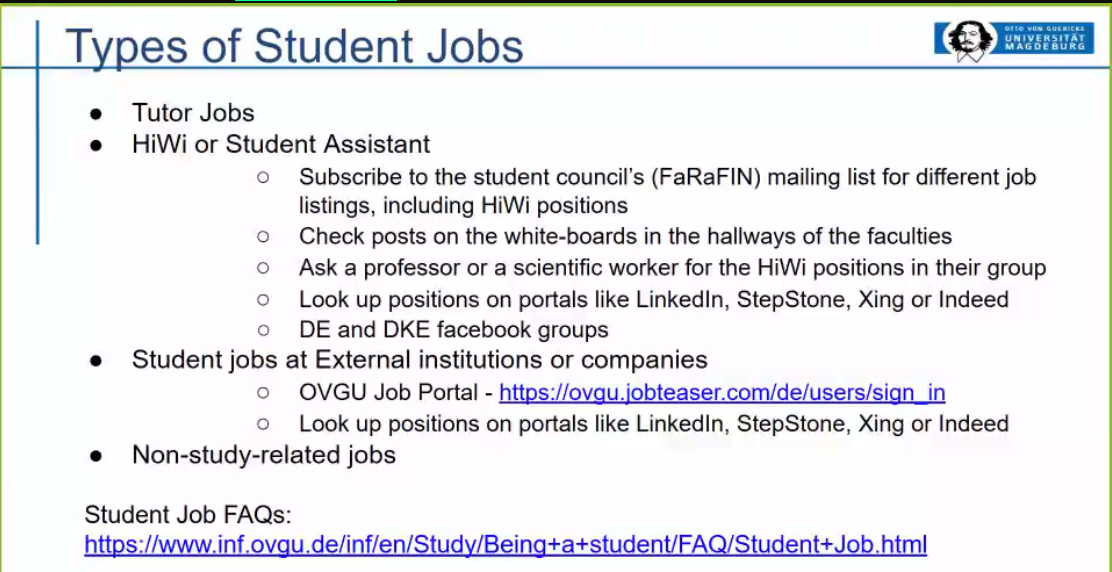 Types of Student Jobs
OTTO VON GUERICKE
UNIVERSITÄT
MAGDEBURG
● Tutor Jobs
● HiWi or Student Assistant
○ Subscribe to the student council's (FaRaFIN) mailing list for different job
listings, including HiWi positions
○ Check posts on the white-boards in the hallways of the faculties
○ Ask a professor or a scientific worker for the HiWi positions in their group
○ Look up positions on portals like LinkedIn, StepStone, Xing or Indeed
○ DE and DKE facebook groups
● Student jobs at External institutions or companies
○ OVGU Job Portal - https://ovgu.jobteaser.com/de/users/sign_in
○ Look up positions on portals like LinkedIn, StepStone, Xing or Indeed
● Non-study-related jobs
Student Job FAQs:
https://www.inf.ovgu.de/inf/en/Study/Being+a+student/FAQ/Student+Job.html